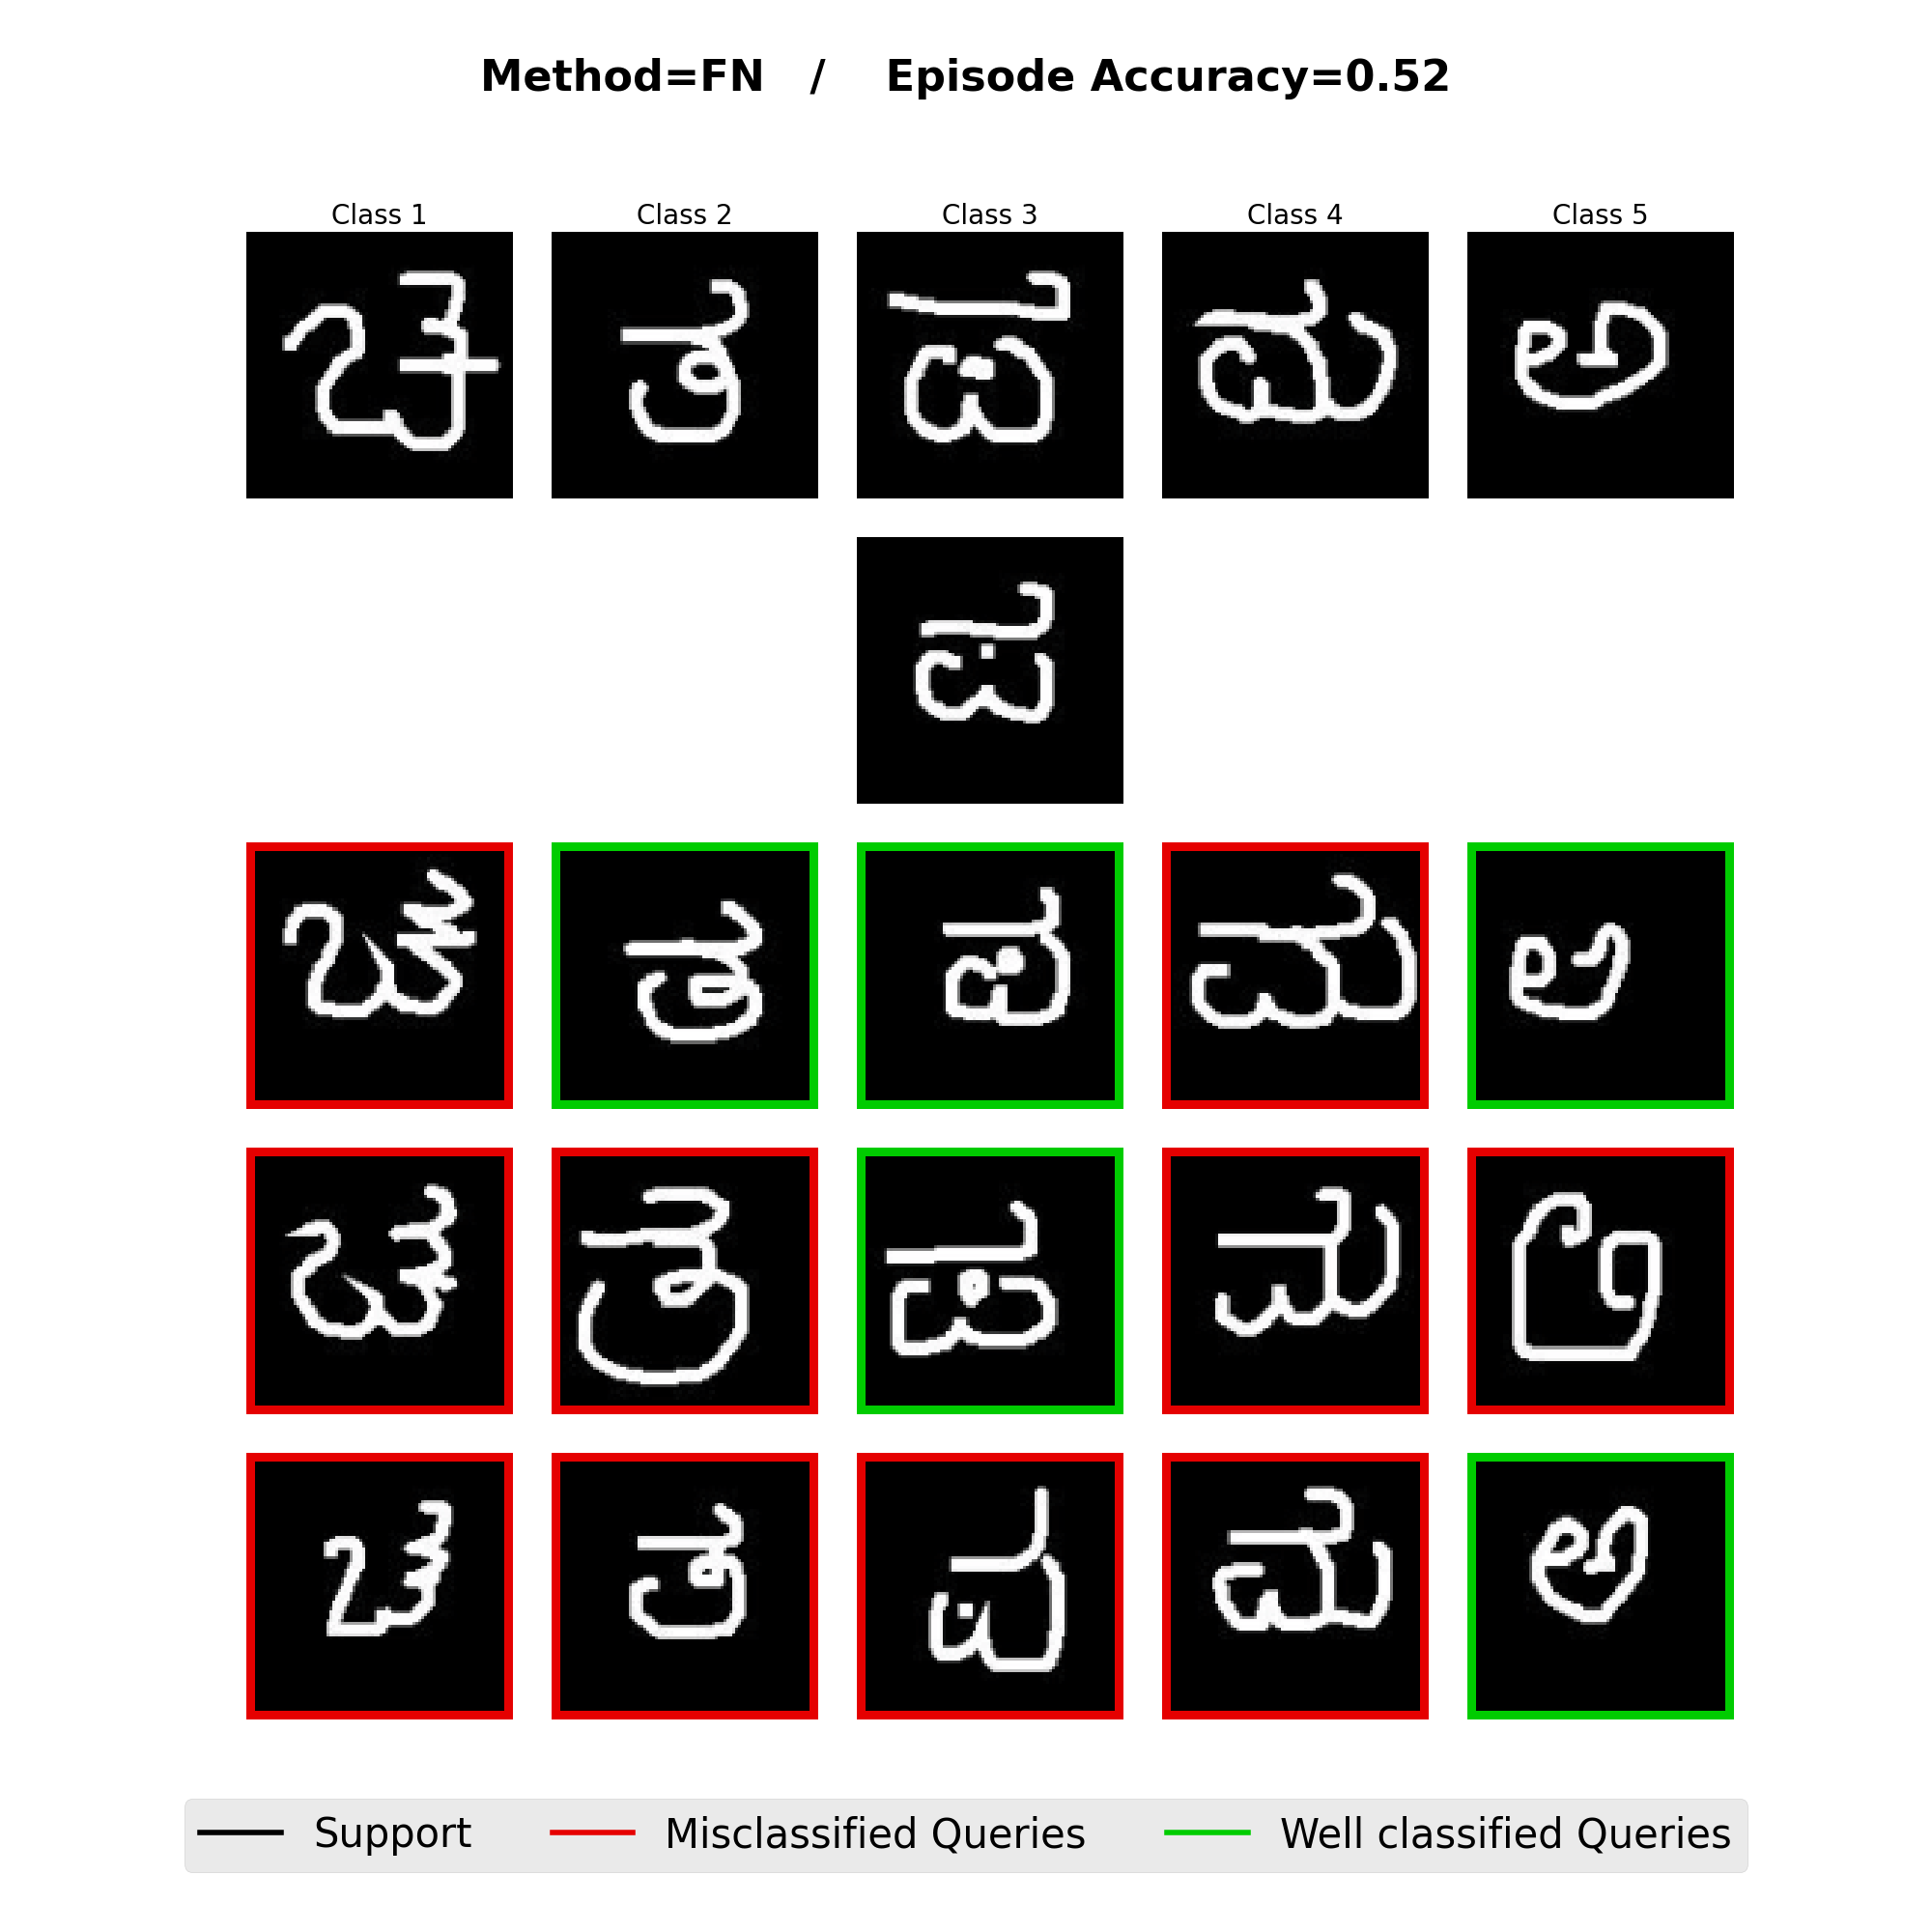 Method=FN / Episode Accuracy=0.52
Class 1 Class 2 Class 3 Class 4 Class 5
ಚ ತ ಮ ಲ
ಚ ತ ಮ ಲ
ಚ ತ ಮ ಲ
ಚ ತ ಮ ಲ
Support Misclassified Queries Well classified Queries